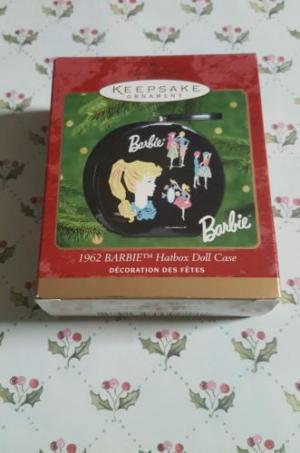 KEEPSAKE
ORNAMENT
Barbie
Barbie
1962 BARBIE™ Hatbox Doll Case
DÉCORATION DES FÊTES